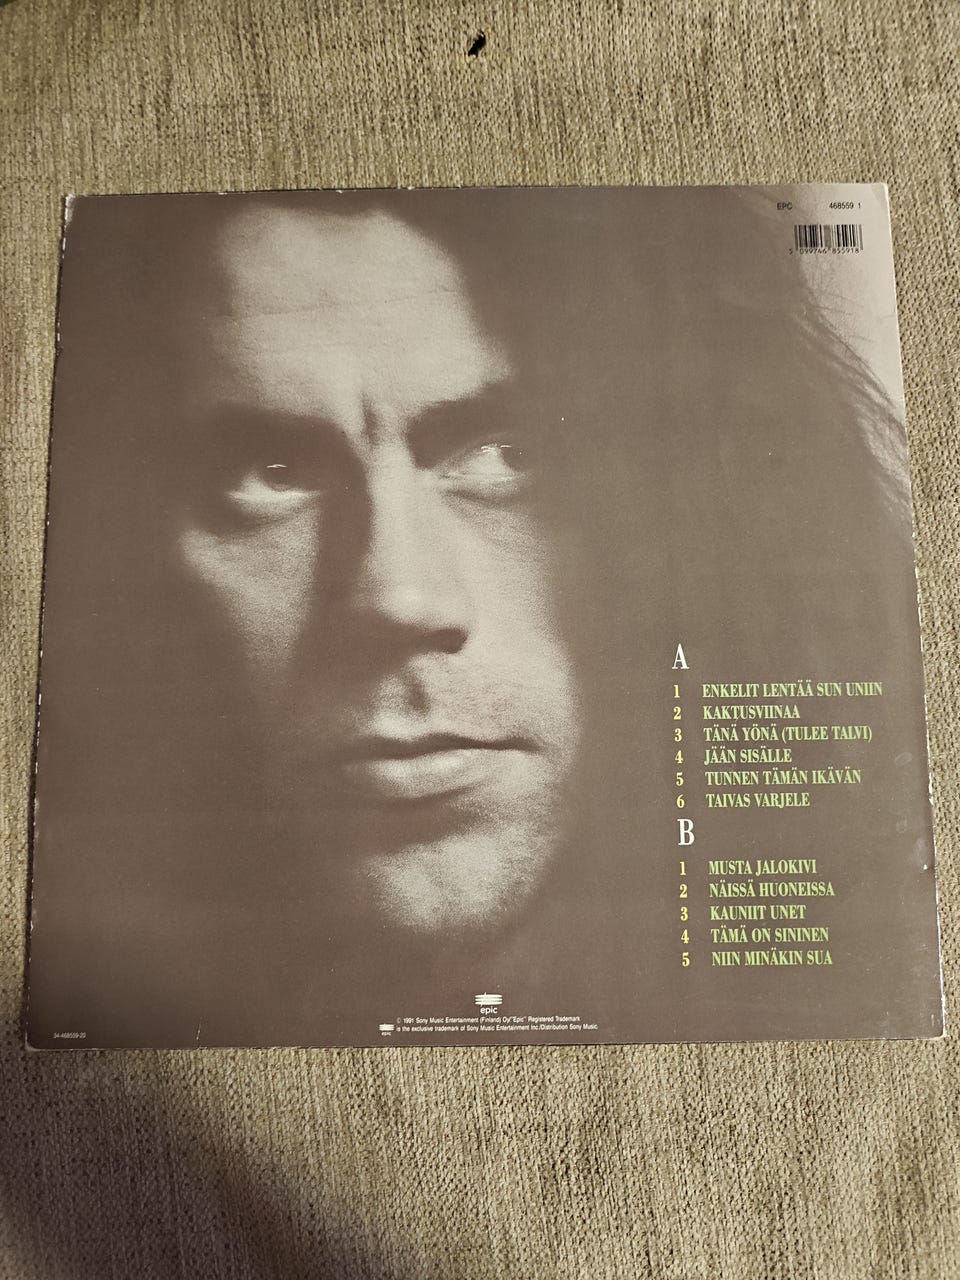 EPC 468559 1
5 099746 855918
A
1 ENKELIT LENTÄÄ SUN UNIIN
2 KAKTUSVIINAA
3 TÄNÄ YÖNÄ (TULEE TALVI)
4 JÄÄN SISÄLLE
5 TUNNEN TÄMÄN IKÄVÄN
6 TAIVAS VARJELE
B
1 MUSTA JALOKIVI
2 NÄISSÄ HUONEISSA
3 KAUNIIT UNET
4 TÄMÄ ON SININEN
5 NIIN MINÄKIN SUA
epic
© 1991 Sony Music Entertainment (Finland) Oy/"Epic" Registered Trademark
epic is the exclusive trademark of Sony Music Entertainment Inc./Distribution Sony Music
54-468559-20